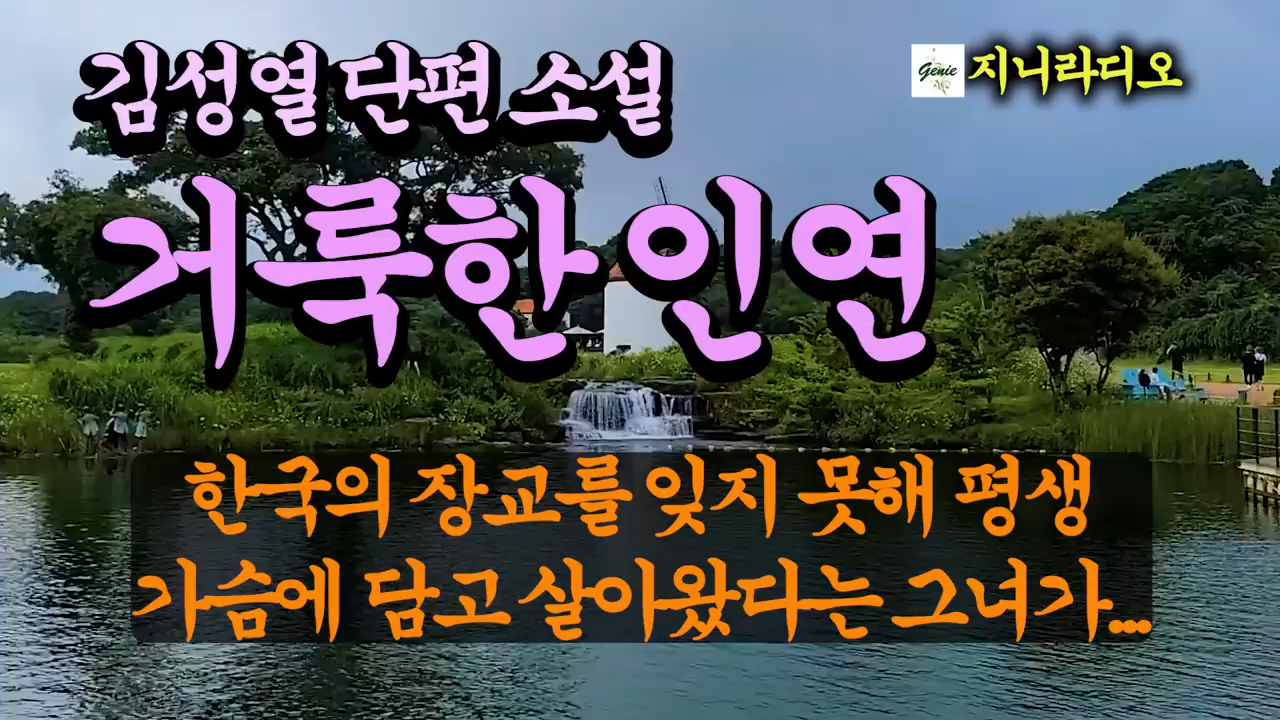 김성열 단편 소설
Genie 지니라디오
거룩한 인연
한국의 장교를 잊지 못해 평생
가슴에 담고 살아왔다는 그녀가...